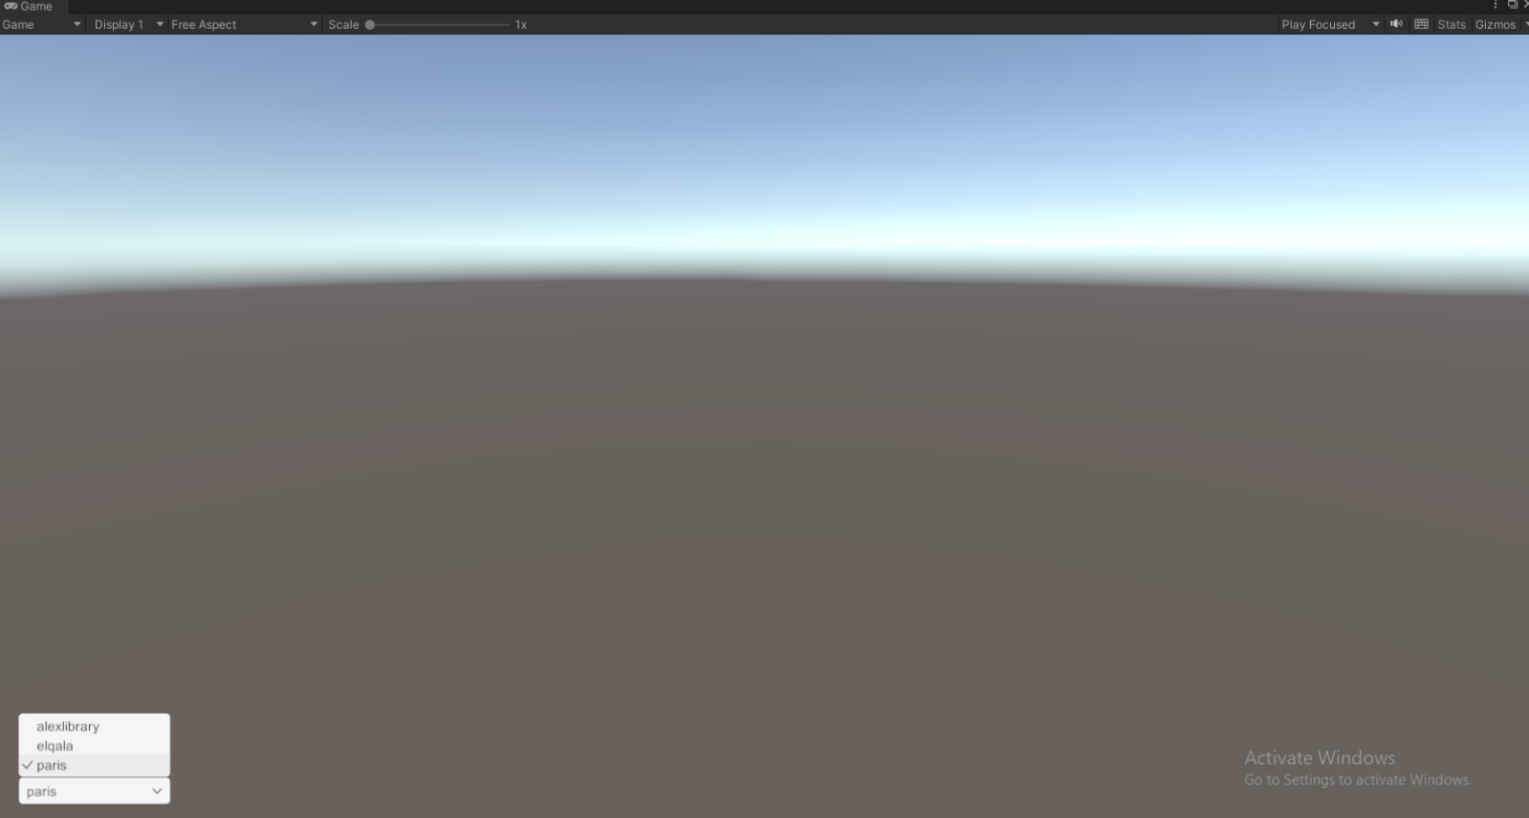 Game
Game Display 1 Free Aspect Scale 1x Play Focused Stats Gizmos
alexlibrary
elqala
paris
paris
Activate Windows
Go to Settings to activate Windows.